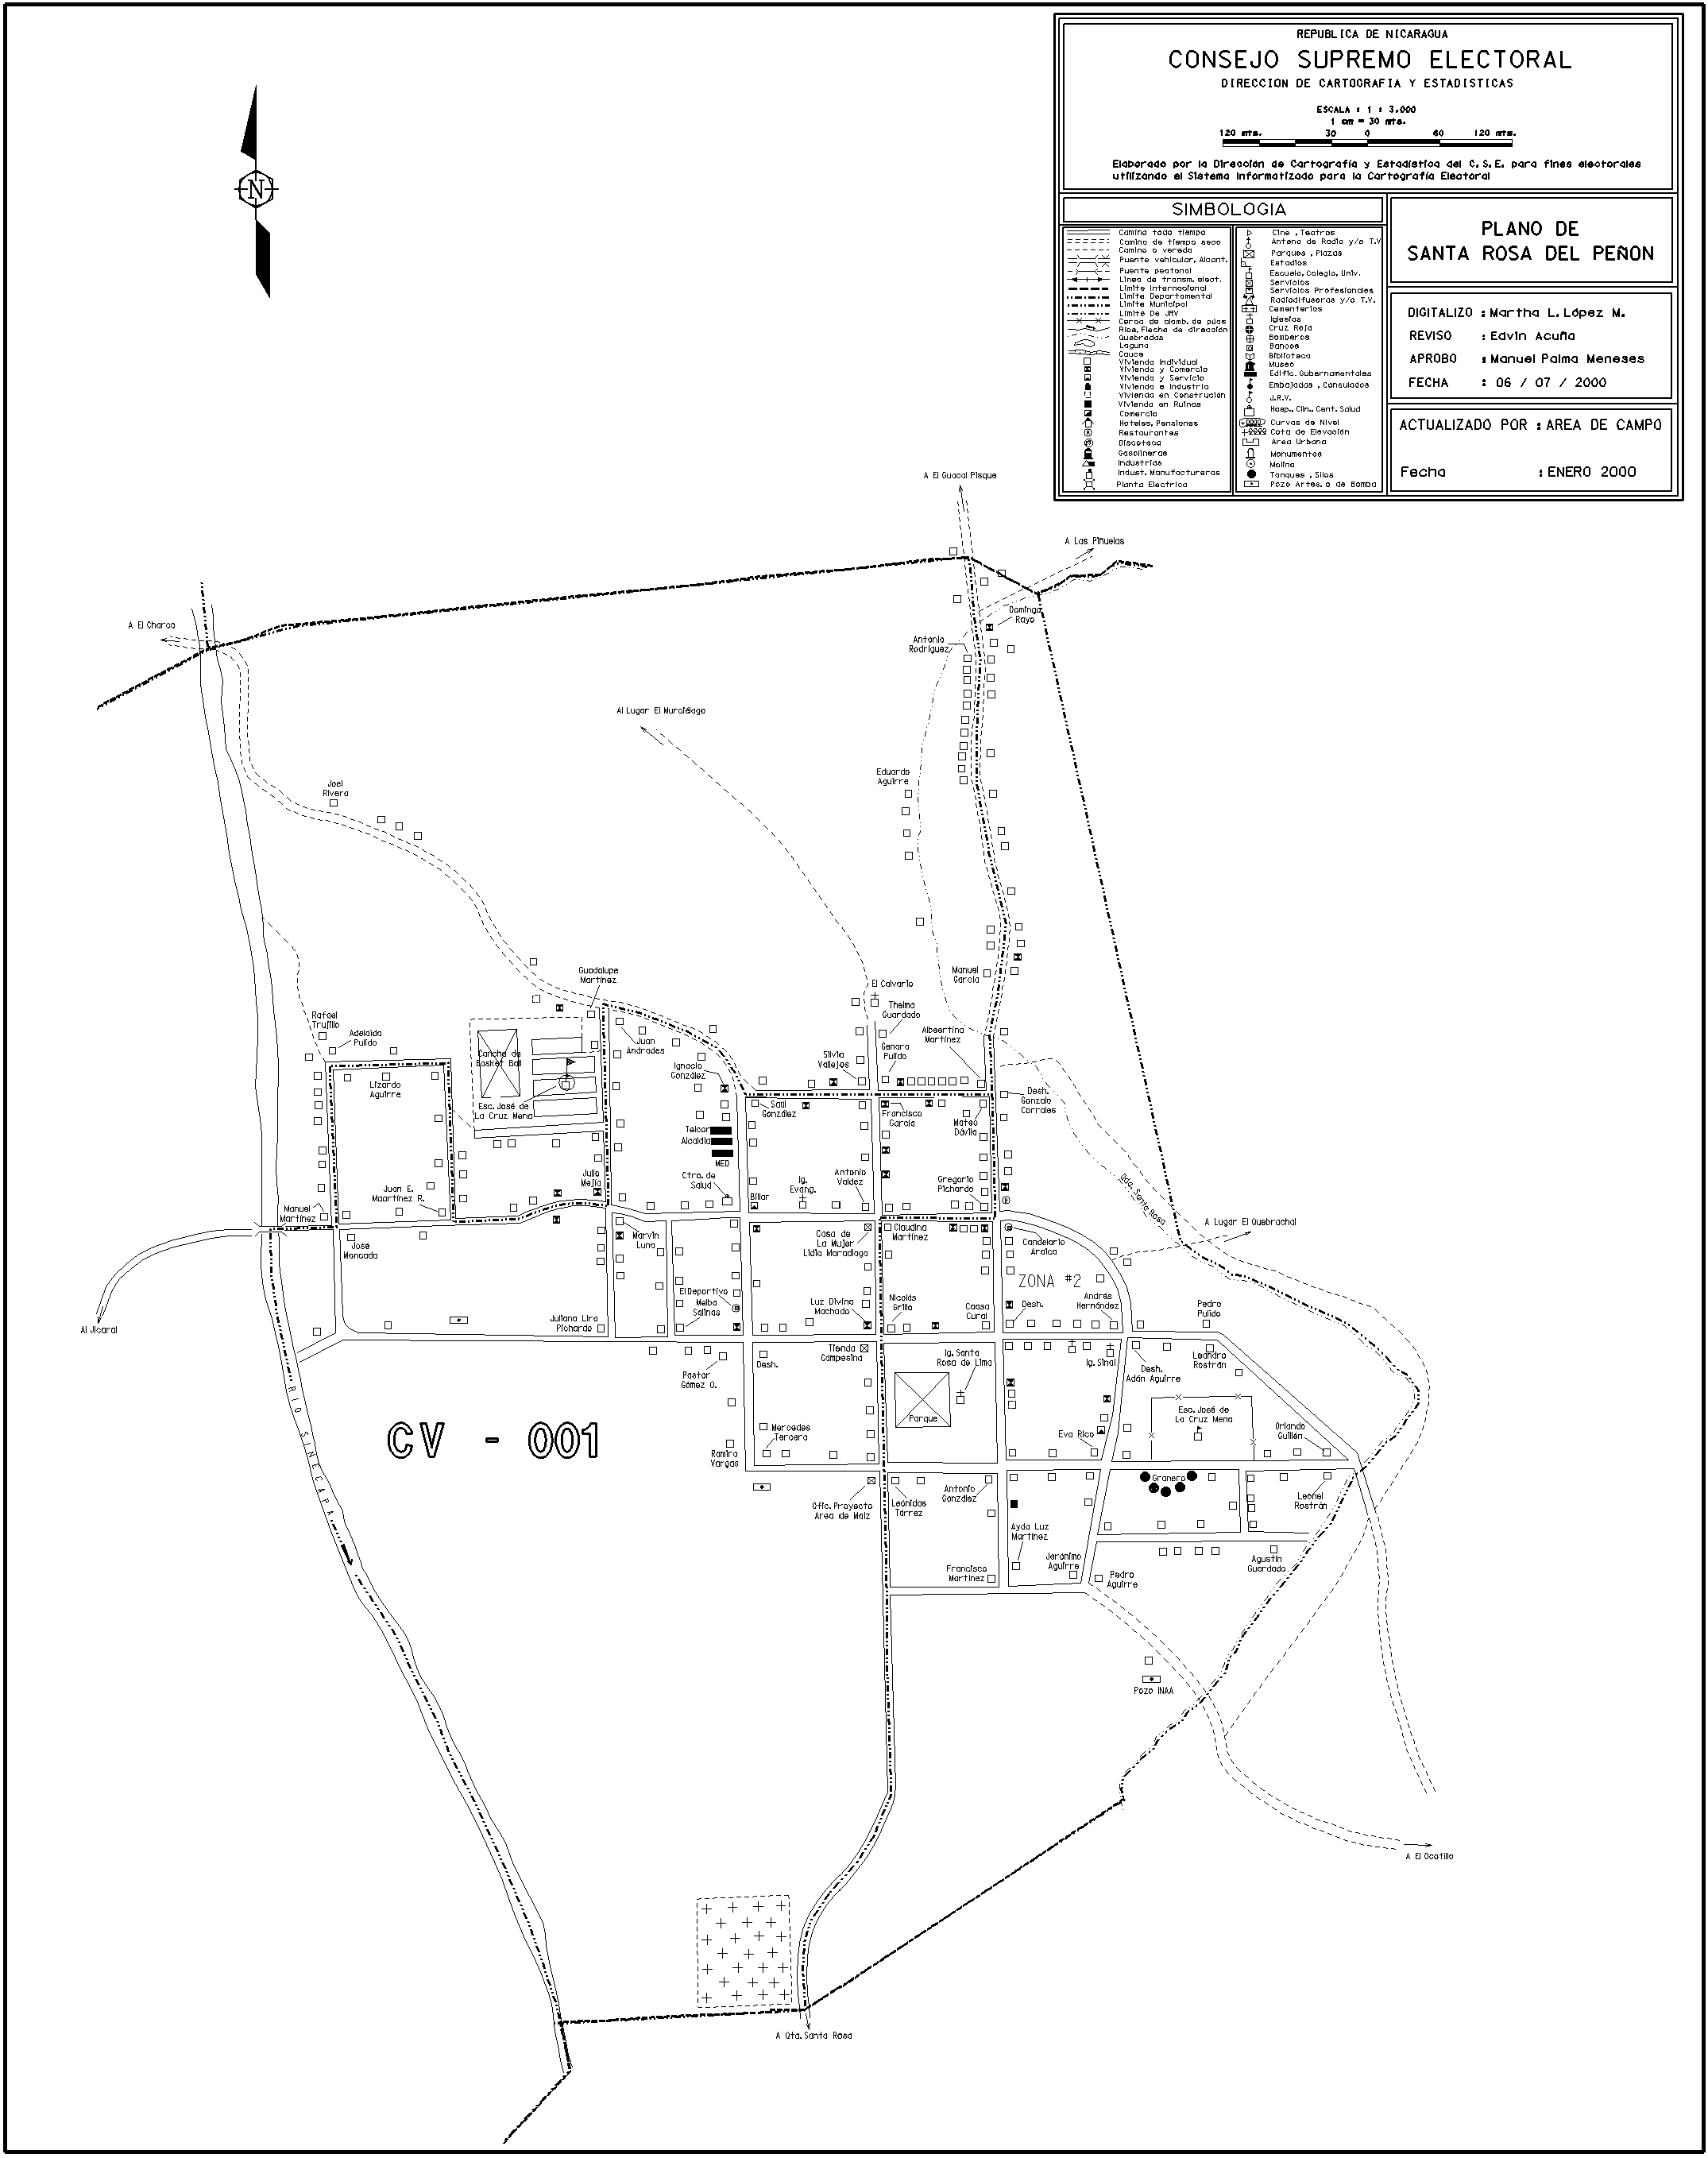 REPUBLICA DE NICARAGUA
CONSEJO SUPREMO ELECTORAL
DIRECCION DE CARTOGRAFIA Y ESTADISTICAS
ESCALA : 1 : 3,000
1 cm = 30 mts.
120 mts. 30 0 60 120 mts.
Elaborado por la Dirección de Cartografía y Estadística del C.S.E. para fines electorales
utilizando el Sistema Informatizado para la Cartografía Electoral
SIMBOLOGIA
Camino todo tiempo
Camino de tiempo seco
Camino o vereda
Puente vehicular, Alcant.
Puente peatonal
Linea de transm. elect.
Limite Internacional
Limite Departamental
Limite Municipal
Limite De JRV
Cerca de alamb. de púas
Rios, Flecha de dirección
Quebradas
Laguna
Cauce
Vivienda Individual
Vivienda y Comercio
Vivienda y Servicio
Vivienda e Industria
Vivienda en Construción
Vivienda en Ruinas
Comercio
Hoteles, Pensiones
Restaurantes
Discoteca
Gasolineras
Industrias
Indust. Manufactureras
Planta Electrica
Cine , Teatros
Antena de Radio y/o T.V
Parques , Plazas
Estadios
Escuela, Colegio, Univ.
Servicios
Servicios Profesionales
Radiodifusoras y/o T.V.
Cementerios
Iglesias
Cruz Roja
Bomberos
Bancos
Biblioteca
Museo
Edific. Gubernamentales
Embajadas , Consulados
J.R.V.
Hosp., Clin., Cent. Salud
Curvas de Nivel
Cota de Elevación
Area Urbana
Monumentos
Molino
Tanques , Silos
Pozo Artes. o de Bomba
PLANO DE
SANTA ROSA DEL PEÑON
DIGITALIZO : Martha L. López M.
REVISO : Edvin Acuña
APROBO : Manuel Palma Meneses
FECHA : 06 / 07 / 2000
ACTUALIZADO POR : AREA DE CAMPO
Fecha : ENERO 2000
N
A El Guacal Pisque
A Las Piñuelas
A El Charco
Domingo
Rayo
Antonio
Rodríguez
Al Lugar El Murciélago
Eduardo
Aguirre
Joel
Rivera
Guadalupe
Martínez
Manuel
García
El Calvario
Thelma
Guardado
Rafael
Trujillo
Adelaida
Pulido
Albertina
Martínez
Juan
Andrades
Genara
Pulido
Silvia
Vallejos
Cancha de
Basket Ball
Ignacio
González
Lizardo
Aguirre
Esc. José de
La Cruz Mena
Saúl
González
Francisco
García
Mateo
Dávila
Desh.
Gonzalo
Corrales
Telcor
Alcaldía
MED
Ctro. de
Salud
Julio
Mejía
Juan E.
Maartínez R.
Billar
Ig.
Evang.
Antonio
Valdez
Gregorio
Pichardo
Qda. Santa Rosa
Manuel
Martínez
José
Moncada
Marvin
Luna
Casa de
La Mujer
Lidia Maradiaga
Claudina
Martínez
Candelario
Araica
A Lugar El Quebrachal
ZONA #2
El Deportivo
Melba
Salinas
Luz Divina
Machado
Nicolás
Grillo
Caasa
Cural
Desh.
Andrés
Hernández
Pedro
Pulido
Al Jicaral
Juliana Lira
Pichardo
Pastor
Gómez O.
Desh.
Tienda
Campesina
Ig. Santa
Rosa de Lima
Ig. Sinaí
Desh.
Adán Aguirre
Leandro
Rostrán
RIO SINECAPA
CV - 001
Parque
Esc. José de
La Cruz Mena
Mercedes
Tercera
Eva Rico
Orlando
Guillén
Ramiro
Vargas
Ofic. Proyecto
Area de Maíz
Leonidas
Tórrez
Antonio
González
Granero
Leonel
Rostrán
Ayda Luz
Martínez
Jerónimo
Aguirre
Agustín
Guardado
Francisco
Martínez
Pedro
Aguirre
Pozo INAA
A El Ocotillo
A Qta. Santa Rosa